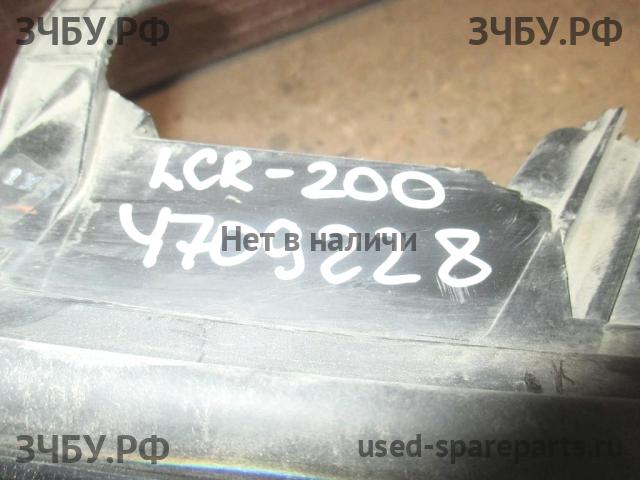 ЗЧБУ.РФ ЗЧБУ.РФ
LCR-200
4709228
Нет в наличи
ЗЧБУ.РФ used-spareparts.ru